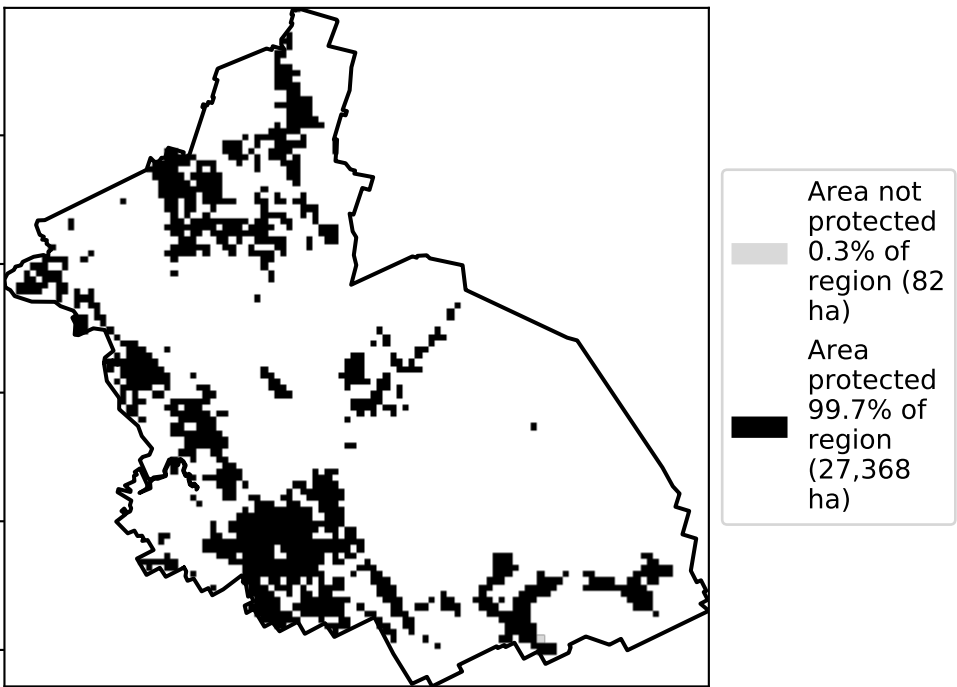 Area not
protected
0.3% of
region (82
ha)
Area
protected
99.7% of
region
(27,368
ha)